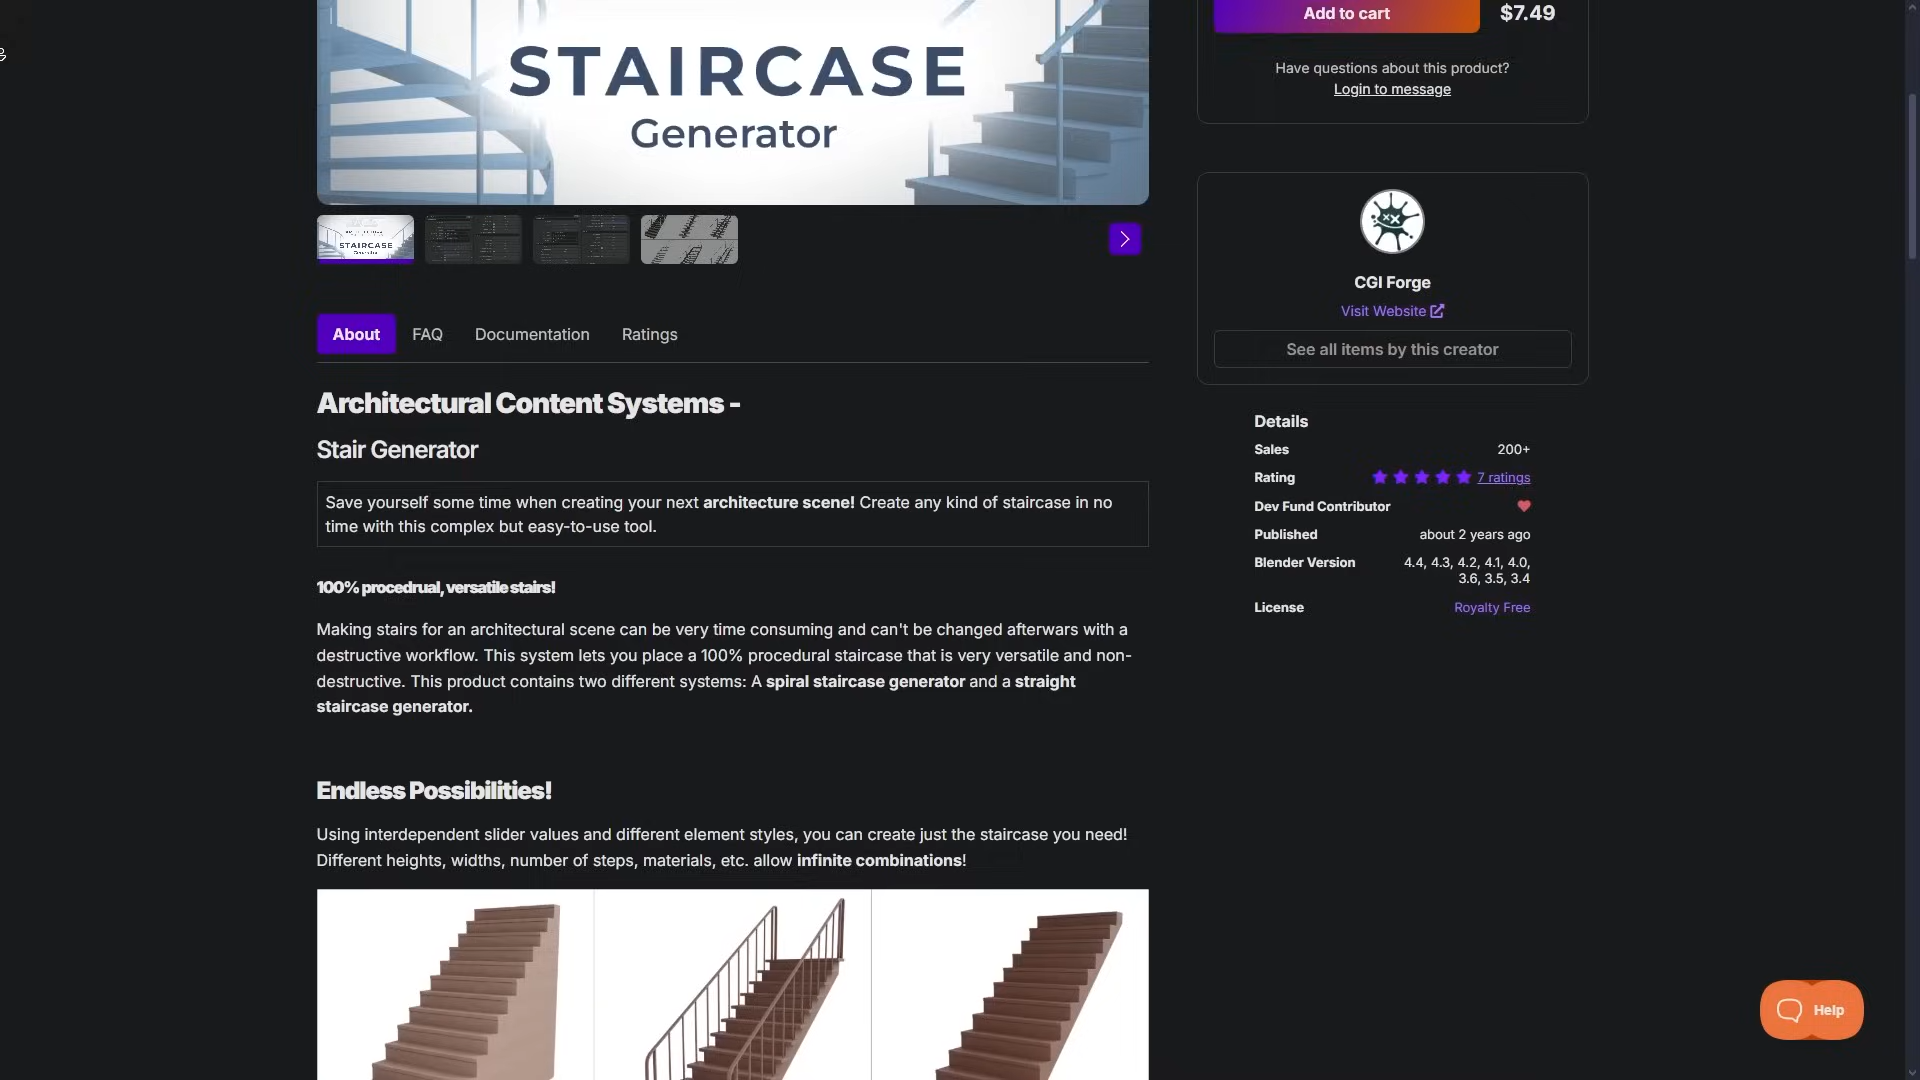 STAIRCASE
Generator
STAIRCASE
About
FAQ
Documentation
Ratings
Architectural Content Systems -
Stair Generator
Save yourself some time when creating your next architecture scene! Create any kind of staircase in no
time with this complex but easy-to-use tool.
100% procedrual, versatile stairs!
Making stairs for an architectural scene can be very time consuming and can't be changed afterwars with a
destructive workflow. This system lets you place a 100% procedural staircase that is very versatile and non-
destructive. This product contains two different systems: A spiral staircase generator and a straight
staircase generator.
Endless Possibilities!
Using interdependent slider values and different element styles, you can create just the staircase you need!
Different heights, widths, number of steps, materials, etc. allow infinite combinations!
Add to cart
$7.49
Have questions about this product?
Login to message
CGI Forge
Visit Website
See all items by this creator
Details
Sales 200+
Rating 7 ratings
Dev Fund Contributor
Published about 2 years ago
Blender Version 4.4, 4.3, 4.2, 4.1, 4.0,
3.6, 3.5, 3.4
License Royalty Free
Help